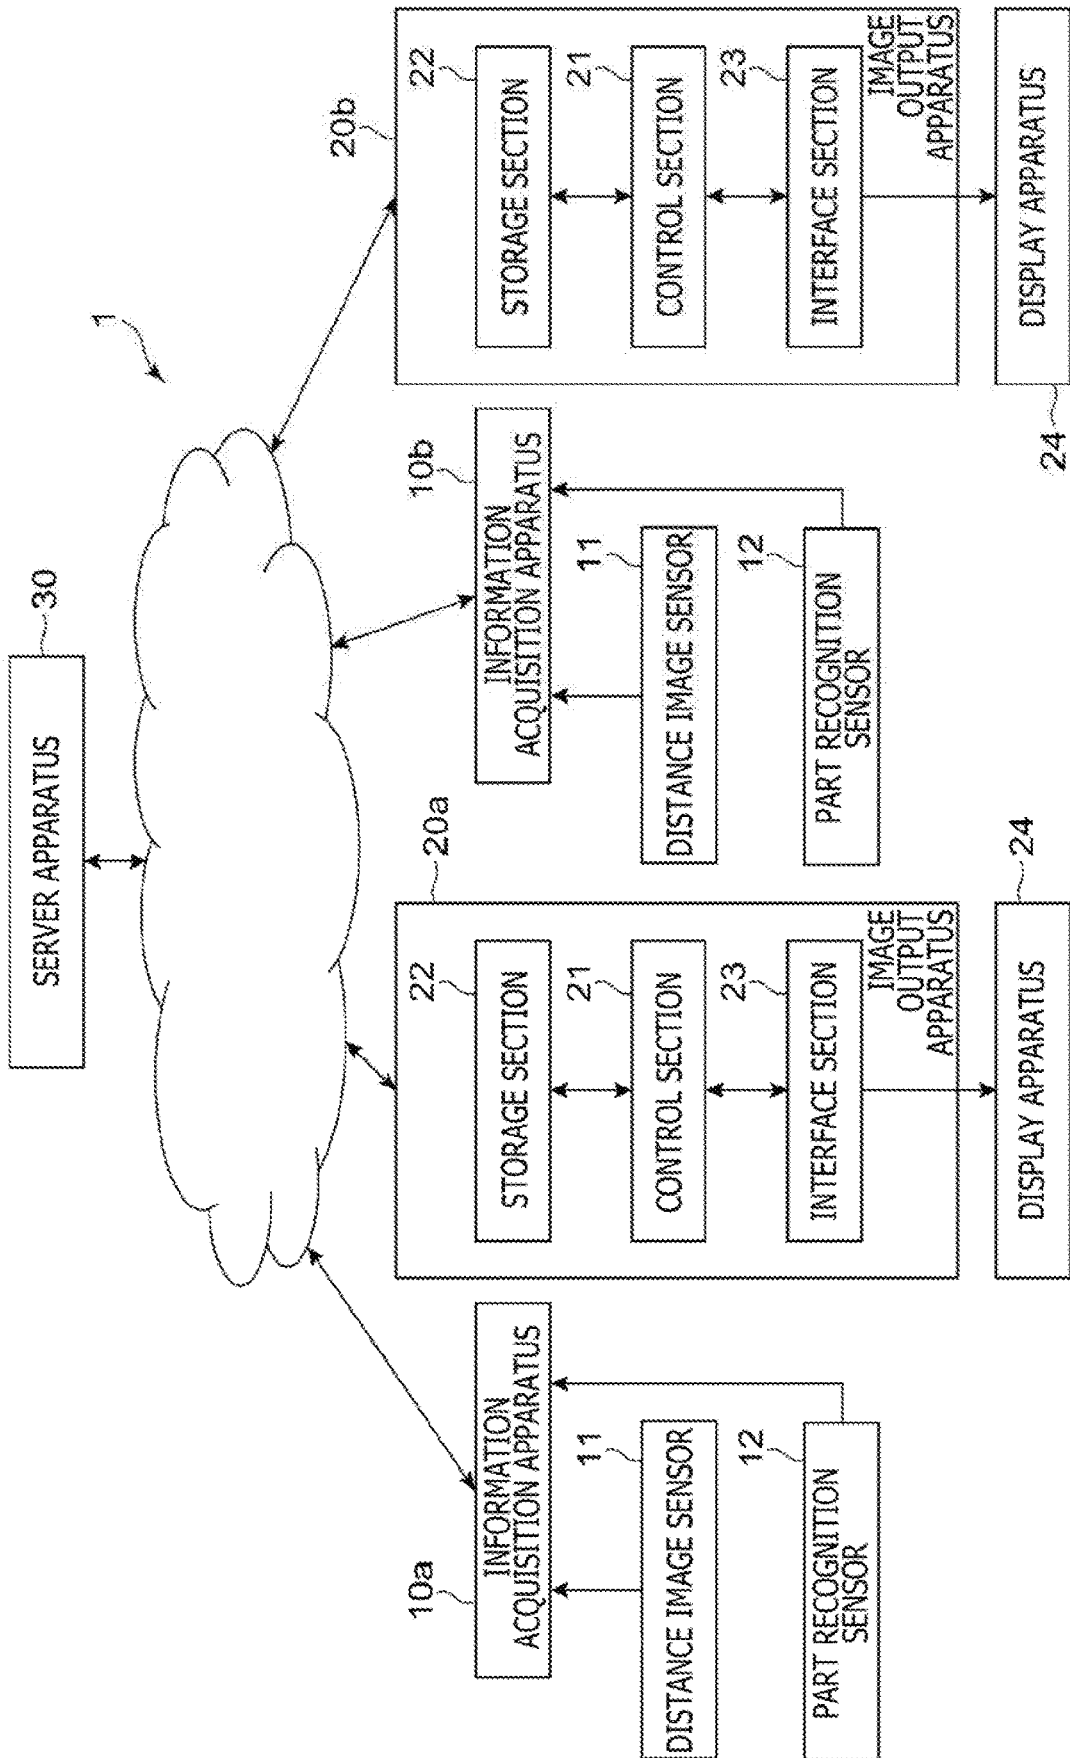 1
SERVER APPARATUS
30
10a
INFORMATION
ACQUISITION APPARATUS
11
DISTANCE IMAGE SENSOR
12
PART RECOGNITION
SENSOR
20a
22
STORAGE SECTION
21
CONTROL SECTION
23
INTERFACE SECTION
IMAGE
OUTPUT
APPARATUS
24
DISPLAY APPARATUS
10b
INFORMATION
ACQUISITION APPARATUS
11
DISTANCE IMAGE SENSOR
12
PART RECOGNITION
SENSOR
20b
22
STORAGE SECTION
21
CONTROL SECTION
23
INTERFACE SECTION
IMAGE
OUTPUT
APPARATUS
24
DISPLAY APPARATUS